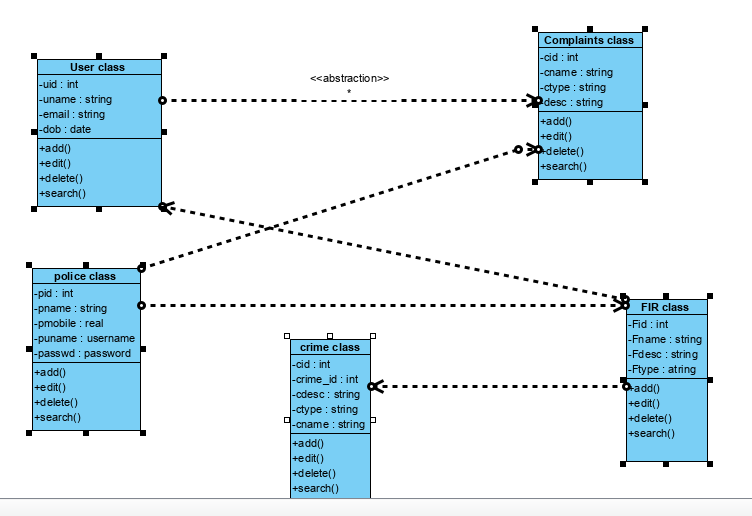 User class
-uid : int
-uname : string
-email : string
-dob : date
+add()
+edit()
+delete()
+search()
<<abstraction>>
*
Complaints class
-cid : int
-cname : string
-ctype : string
-desc : string
+add()
+edit()
+delete()
+search()
police class
-pid : int
-pname : string
-pmobile : real
-puname : username
-passwd : password
+add()
+edit()
+delete()
+search()
crime class
-cid : int
-crime_id : int
-cdesc : string
-ctype : string
-cname : string
+add()
+edit()
+delete()
+search()
FIR class
-Fid : int
-Fname : string
-Fdesc : string
-Ftype : atring
+add()
+edit()
+delete()
+search()